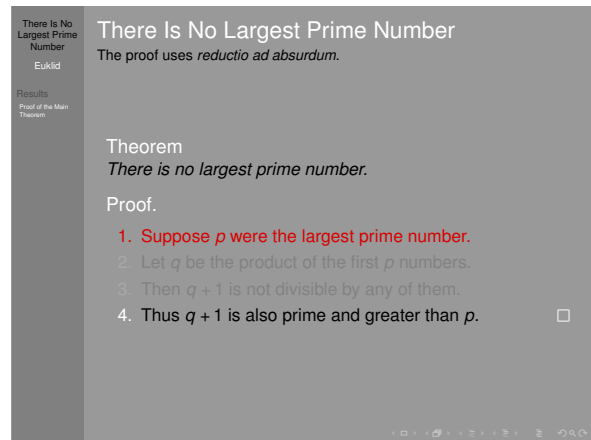 There Is No
Largest Prime
Number
Euklid
Results
Proof of the Main
Theorem
There Is No Largest Prime Number
The proof uses reductio ad absurdum.
Theorem
There is no largest prime number.
Proof.
1. Suppose p were the largest prime number.
2. Let q be the product of the first p numbers.
3. Then q + 1 is not divisible by any of them.
4. Thus q + 1 is also prime and greater than p.